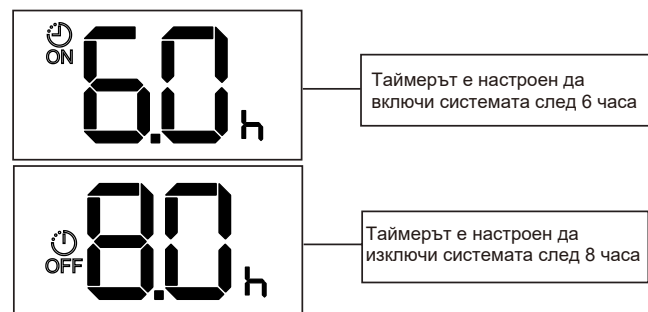 ON
6.0 h
Таймерът е настроен да
включи системата след 6 часа
OFF
8.0 h
Таймерът е настроен да
изключи системата след 8 часа